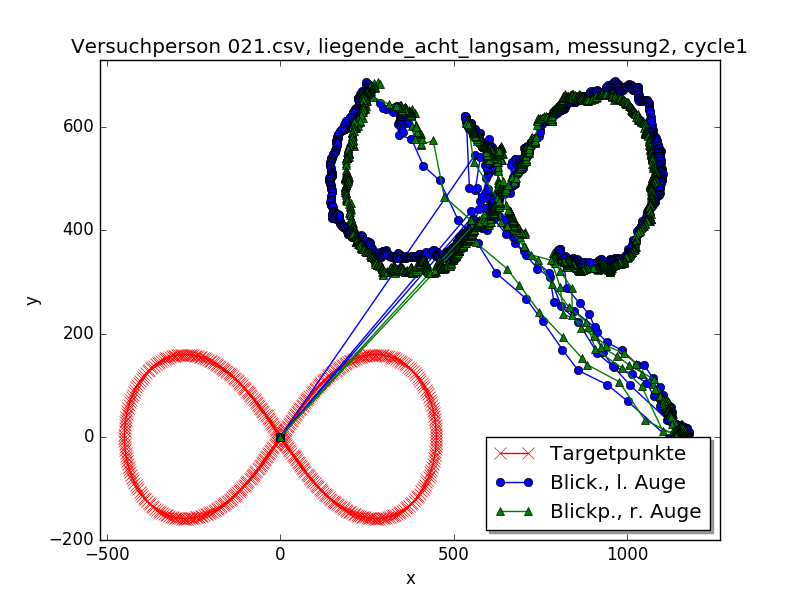 Versuchperson 021.csv, liegende_acht_langsam, messung2, cycle1
600
400
200
0
−200
y
−500
0
500
1000
x
Targetpunkte
Blick., l. Auge
Blickp., r. Auge